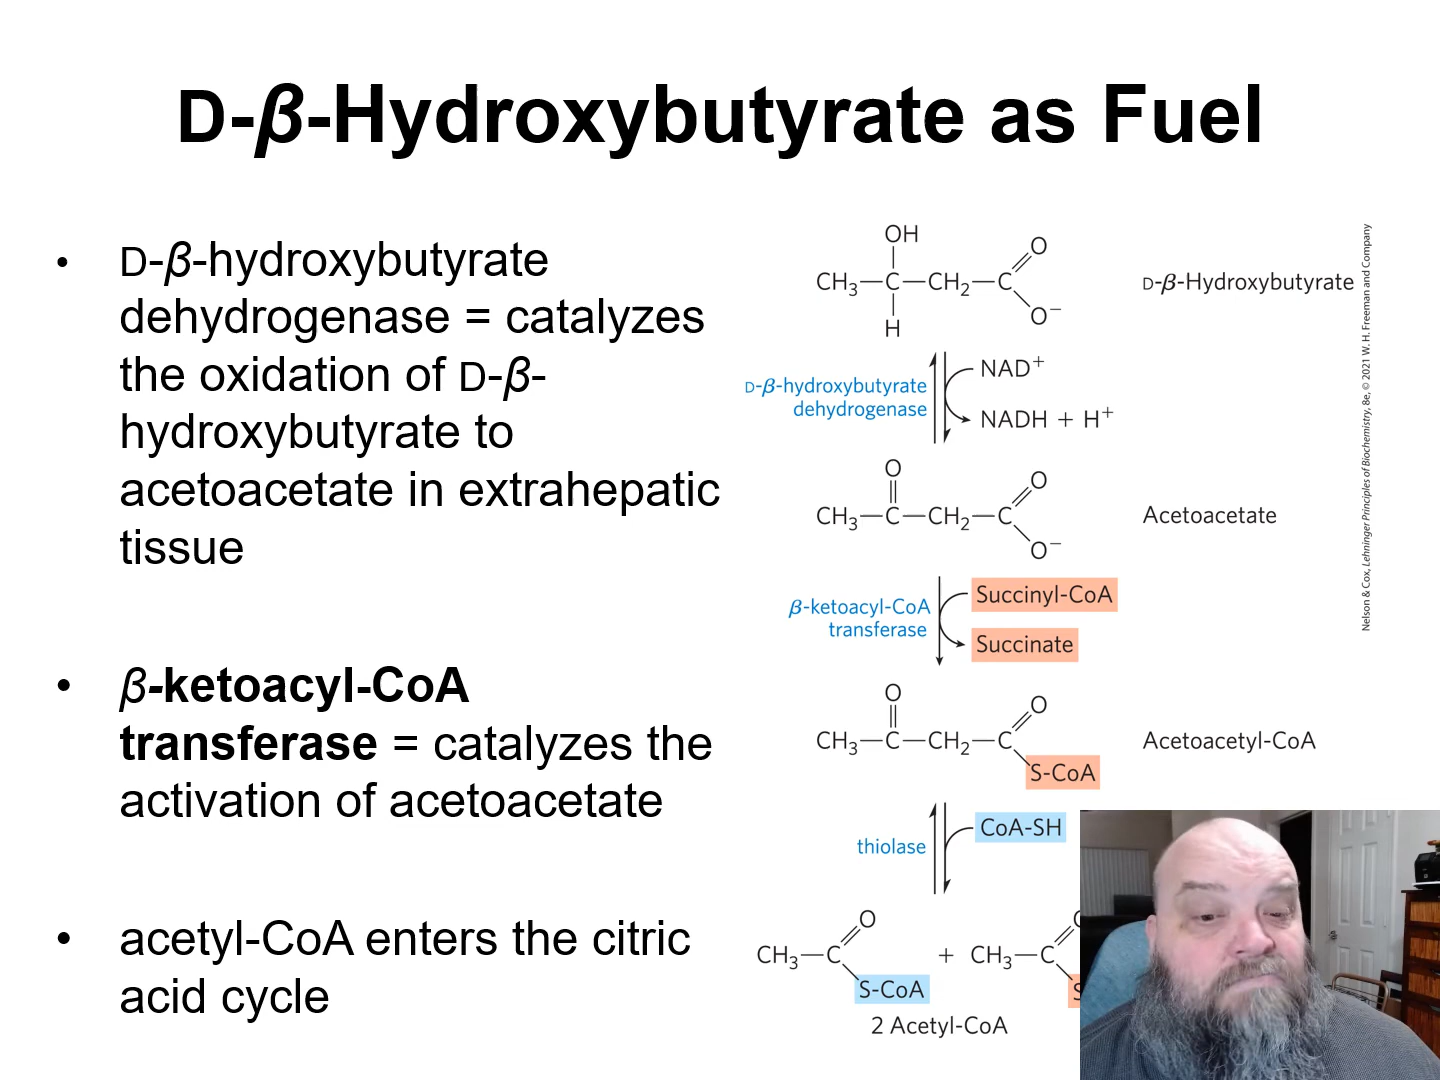 D-β-Hydroxybutyrate as Fuel
• D-β-hydroxybutyrate
dehydrogenase = catalyzes
the oxidation of D-β-
hydroxybutyrate to
acetoacetate in extrahepatic
tissue
• β-ketoacyl-CoA
transferase = catalyzes the
activation of acetoacetate
• acetyl-CoA enters the citric
acid cycle
OH
O
CH₃—C—CH₂—C
O⁻
H
D-β-Hydroxybutyrate
NAD⁺
D-β-hydroxybutyrate
dehydrogenase
NADH + H⁺
O
O
CH₃—C—CH₂—C
O⁻
Acetoacetate
Succinyl-CoA
β-ketoacyl-CoA
transferase
Succinate
O
O
CH₃—C—CH₂—C
S-CoA
Acetoacetyl-CoA
CoA-SH
thiolase
O
CH₃—C
S-CoA
+ CH₃—C
2 Acetyl-CoA
Nelson & Cox, Lehninger Principles of Biochemistry, 8e, © 2021 W. H. Freeman and Company